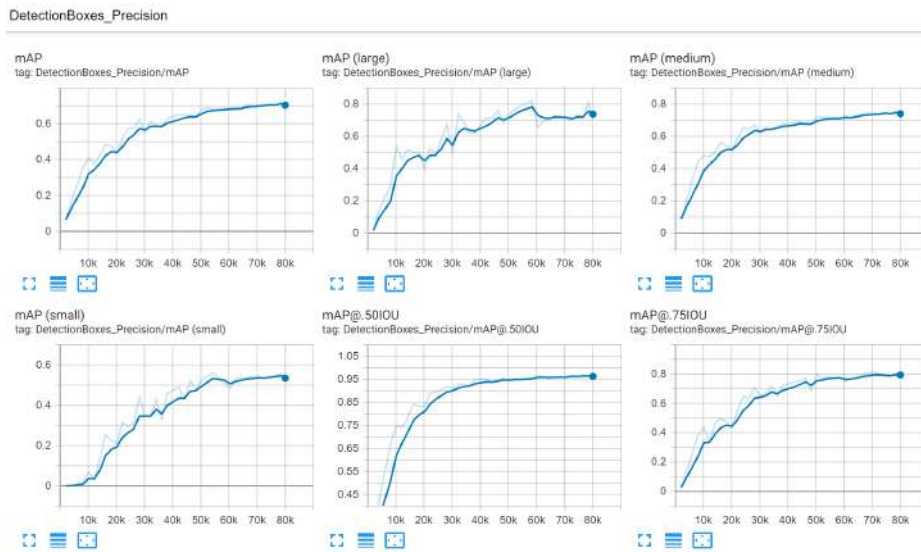 DetectionBoxes_Precision
mAP
tag: DetectionBoxes_Precision/mAP
0.6
0.4
0.2
0
10k 20k 30k 40k 50k 60k 70k 80k
mAP (large)
tag: DetectionBoxes_Precision/mAP (large)
0.8
0.6
0.4
0.2
0
10k 20k 30k 40k 50k 60k 70k 80k
mAP (medium)
tag: DetectionBoxes_Precision/mAP (medium)
0.8
0.6
0.4
0.2
0
10k 20k 30k 40k 50k 60k 70k 80k
mAP (small)
tag: DetectionBoxes_Precision/mAP (small)
0.6
0.4
0.2
0
10k 20k 30k 40k 50k 60k 70k 80k
mAP@.50IOU
tag: DetectionBoxes_Precision/mAP@.50IOU
1.05
0.95
0.85
0.75
0.65
0.55
0.45
10k 20k 30k 40k 50k 60k 70k 80k
mAP@.75IOU
tag: DetectionBoxes_Precision/mAP@.75IOU
0.8
0.6
0.4
0.2
0
10k 20k 30k 40k 50k 60k 70k 80k